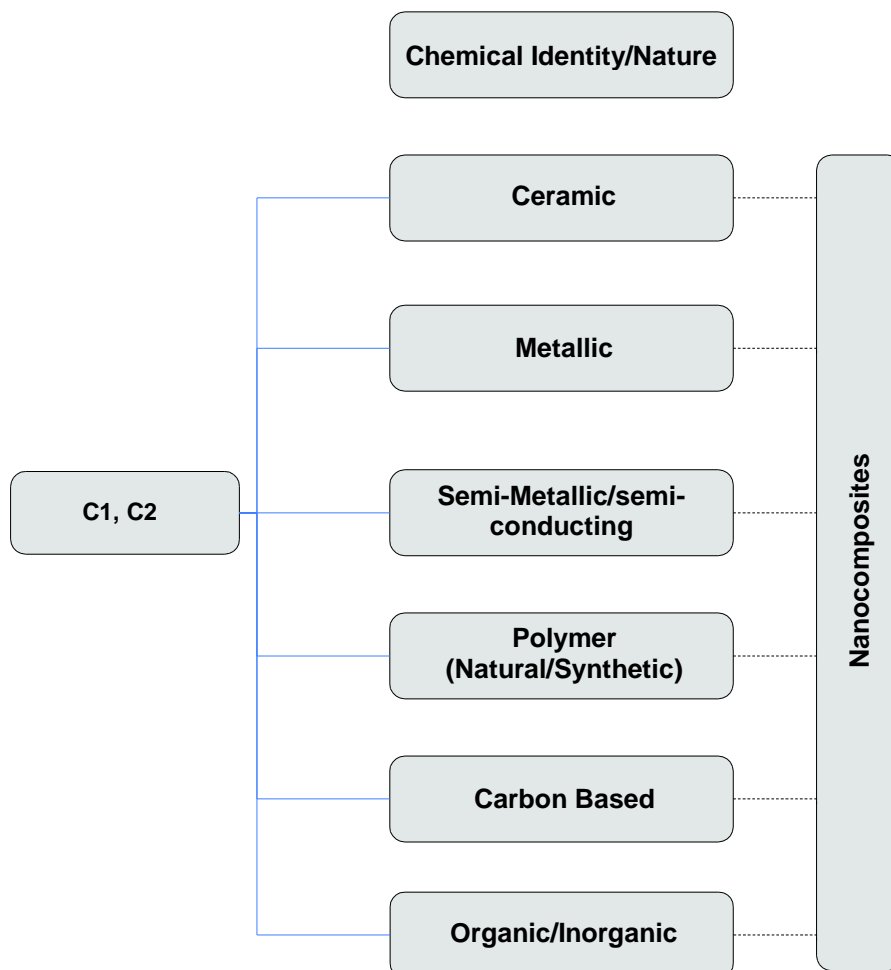 Chemical Identity/Nature
Ceramic
Metallic
C1, C2
Semi-Metallic/semi-
conducting
Polymer
(Natural/Synthetic)
Carbon Based
Organic/Inorganic
Nanocomposites